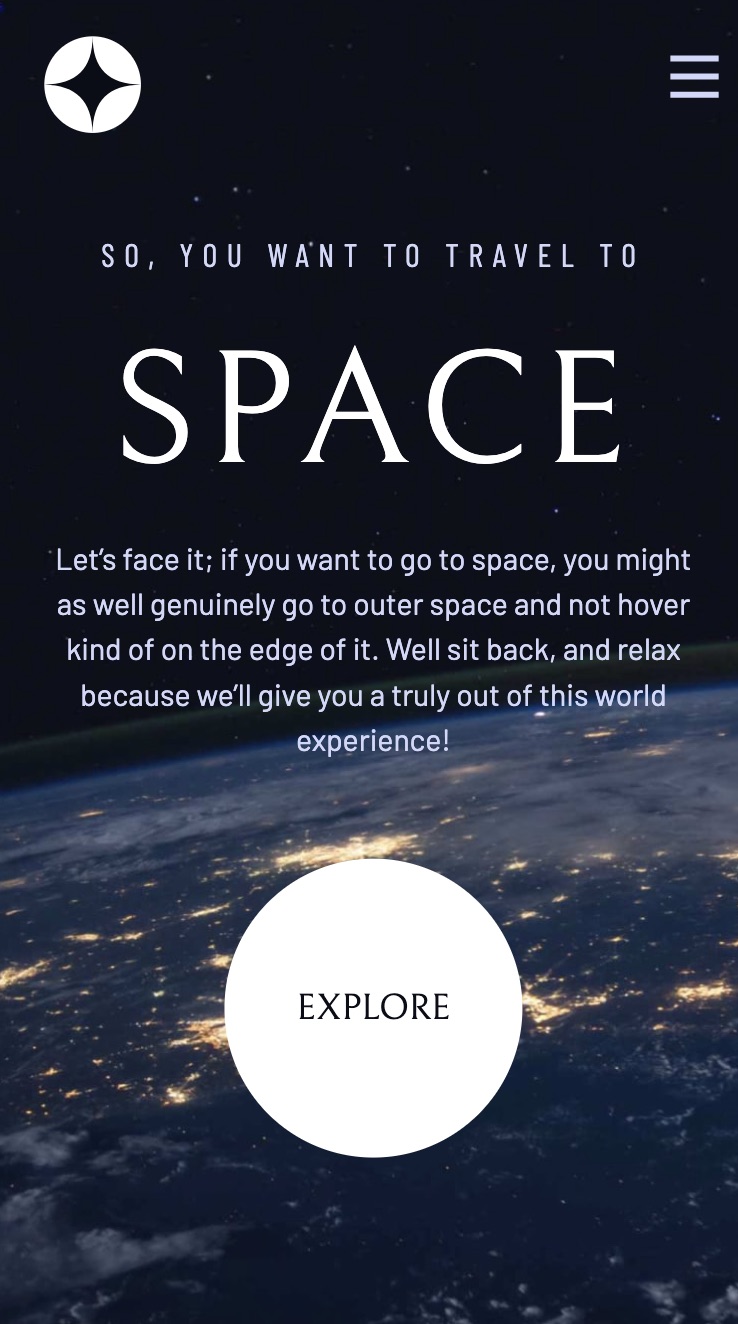 SO, YOU WANT TO TRAVEL TO
SPACE
Let’s face it; if you want to go to space, you might
as well genuinely go to outer space and not hover
kind of on the edge of it. Well sit back, and relax
because we’ll give you a truly out of this world
experience!
EXPLORE